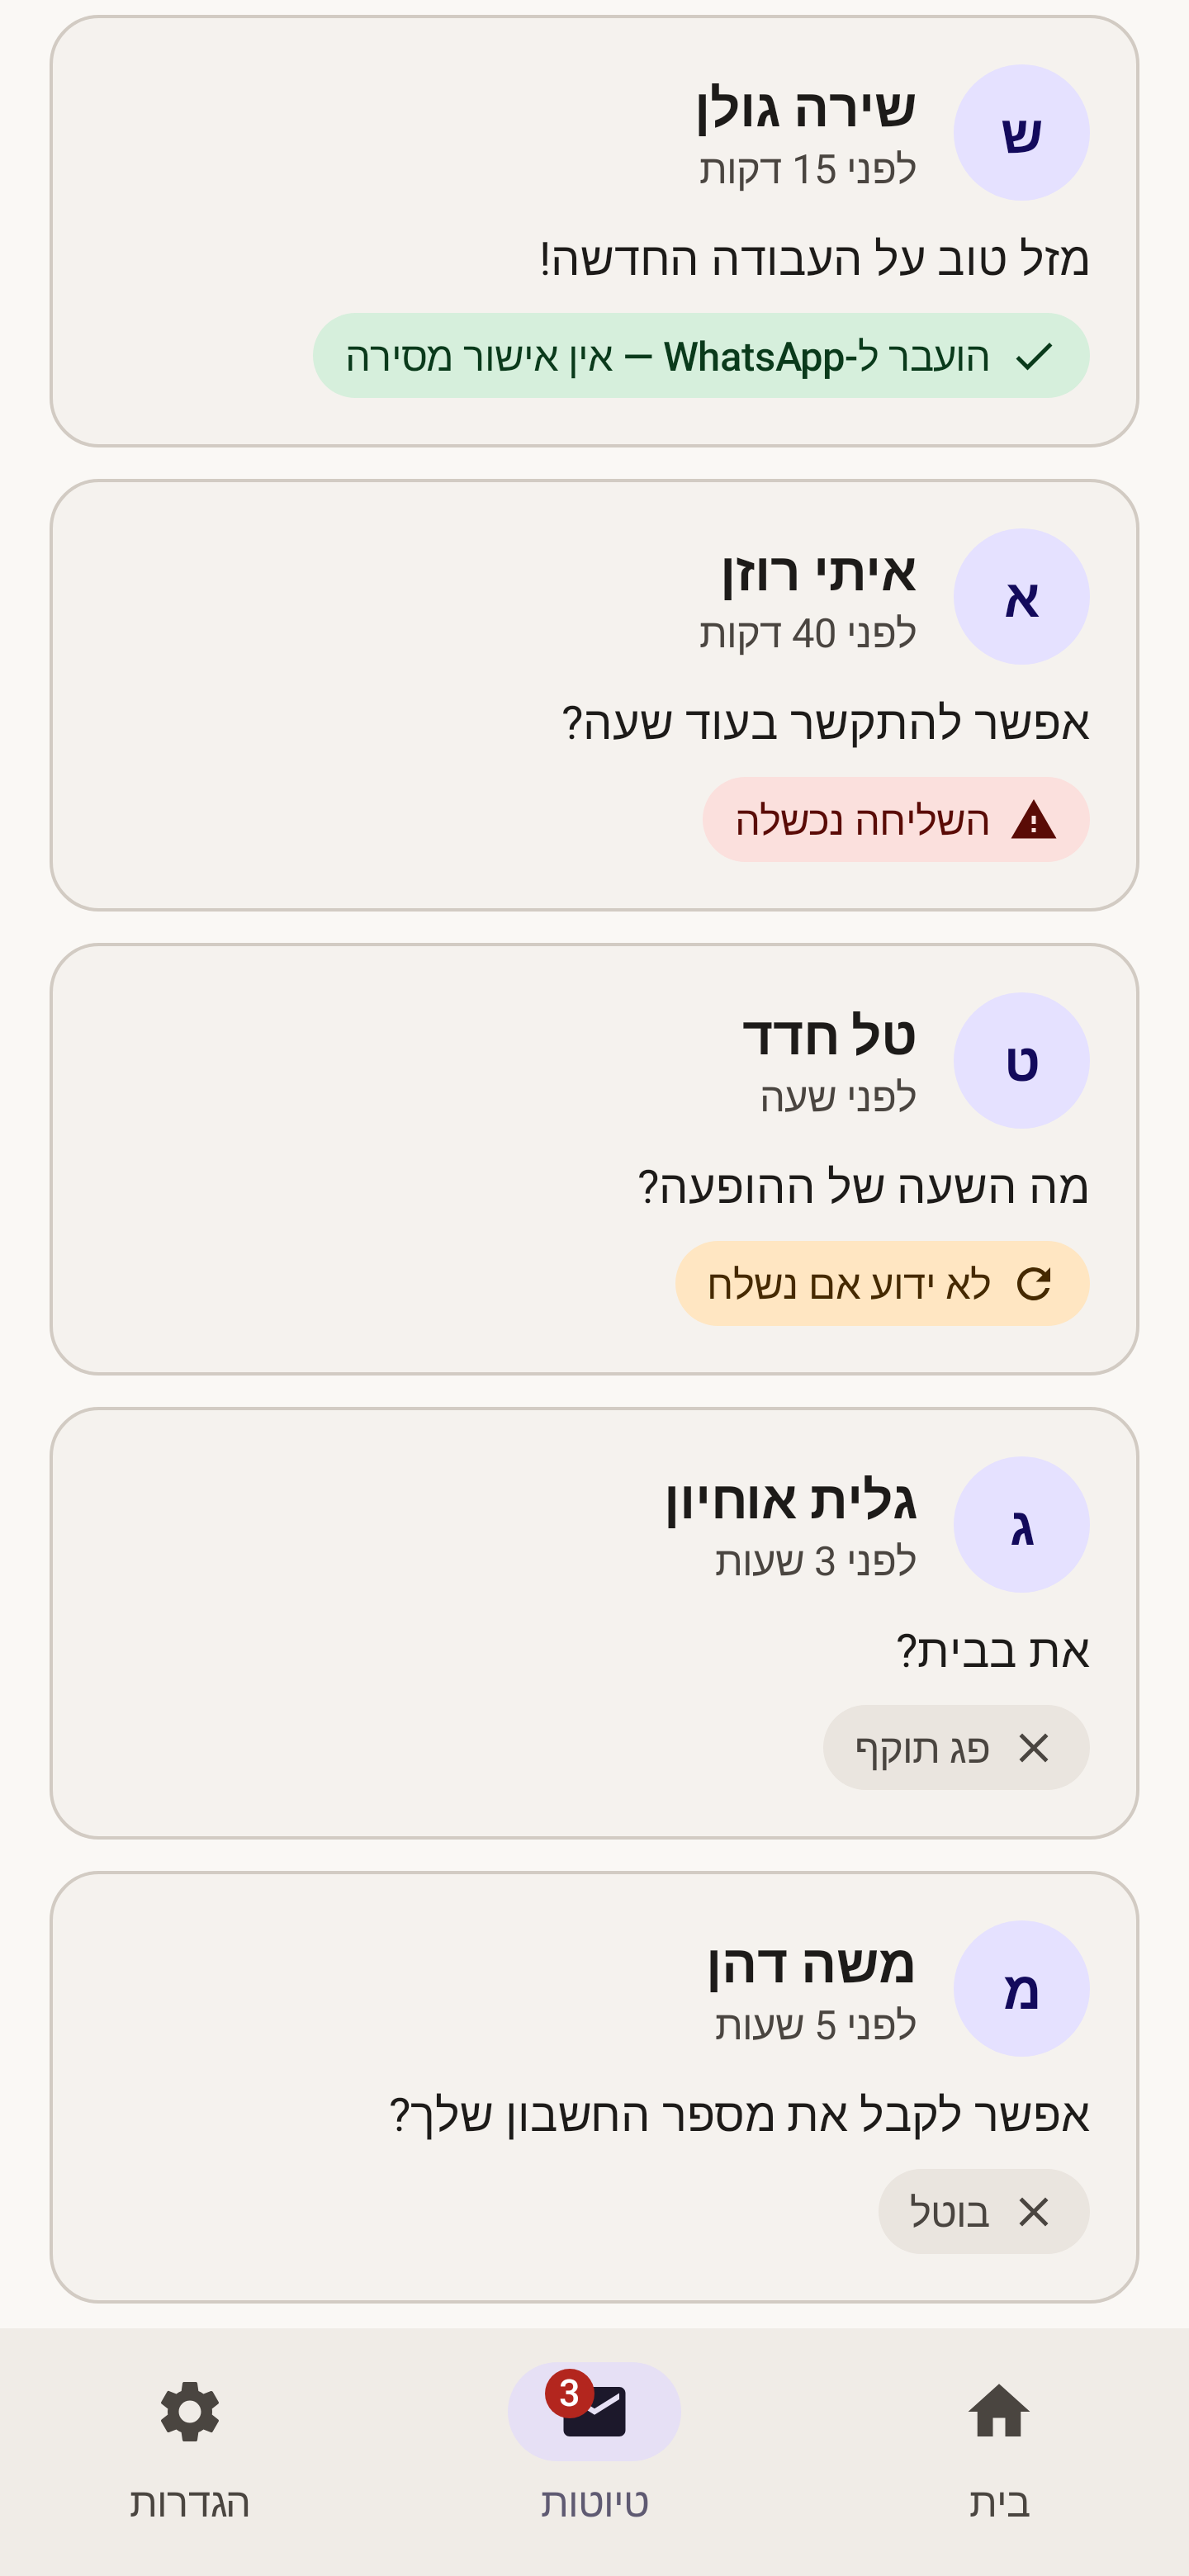 ש
שירה גולן
לפני 15 דקות
מזל טוב על העבודה החדשה!
הועבר ל-WhatsApp – אין אישור מסירה
א
איתי רוזן
לפני 40 דקות
אפשר להתקשר בעוד שעה?
השליחה נכשלה
ט
טל חדד
לפני שעה
מה השעה של ההופעה?
לא ידוע אם נשלח
ג
גלית אוחיון
לפני 3 שעות
את בבית?
פג תוקף
מ
משה דהן
לפני 5 שעות
אפשר לקבל את מספר החשבון שלך?
בוטל
בית
3
טיוטות
הגדרות